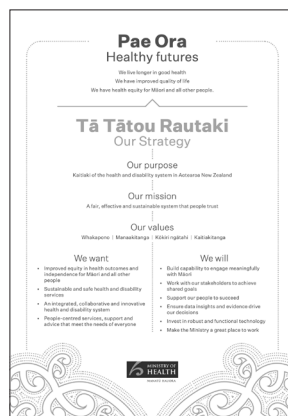 Pae Ora
Healthy futures
We live longer in good health
We have improved quality of life
We have health equity for Māori and all other people.
Tā Tātou Rautaki
Our Strategy
Our purpose
Kaitiaki of the health and disability system in Aotearoa New Zealand
Our mission
A fair, effective and sustainable system that people trust
Our values
Whakapono | Manaakitanga | Kōkiri ngātahi | Kaitiakitanga
We want
• Improved equity in health outcomes and
independence for Māori and all other
people
• Sustainable and safe health and disability
services
• An integrated, collaborative and innovative
health and disability system
• People-centred services, support and
advice that meet the needs of everyone
We will
• Build capability to engage meaningfully
with Māori
• Work with our stakeholders to achieve
shared goals
• Support our people to succeed
• Ensure data insights and evidence drive
our decisions
• Invest in robust and functional technology
• Make the Ministry a great place to work
MINISTRY OF
HEALTH
MANATŪ HAUORA